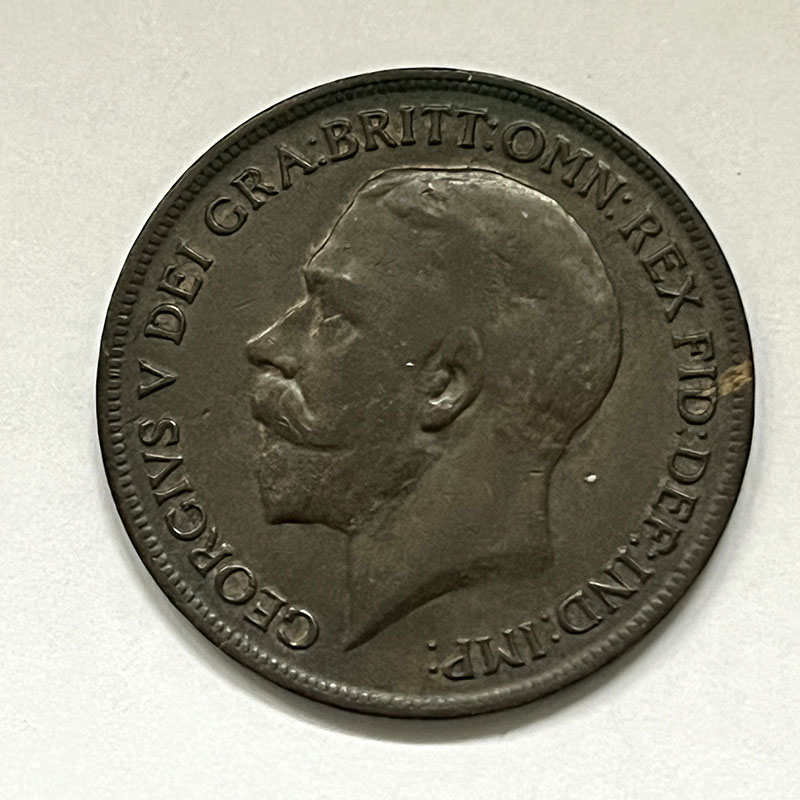 GEORGIVS V DEI GRA:BRITT:OMN:REX FID:DEF:IND:IMP: